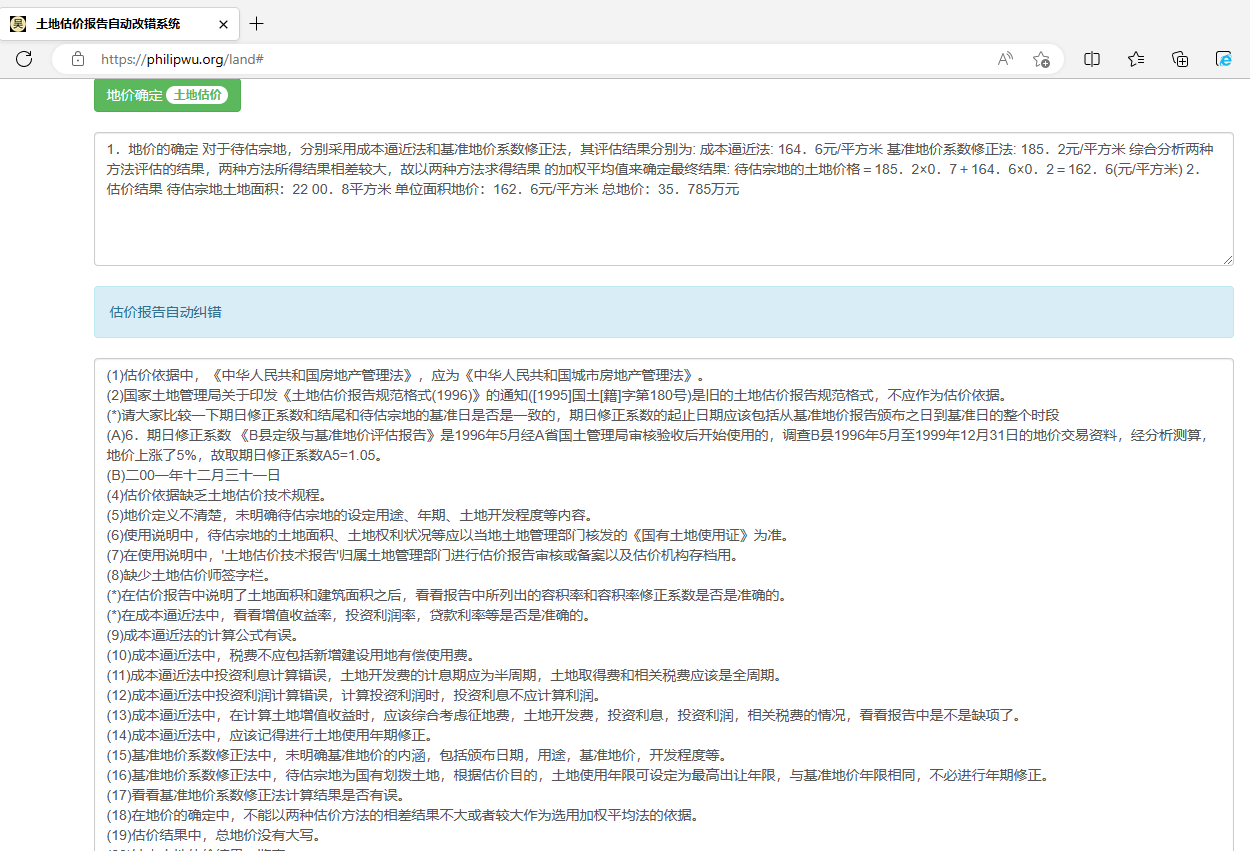 土地估价报告自动改错系统
https://philipwu.org/land#
地价确定 土地估价
1．地价的确定 对于待估宗地，分别采用成本逼近法和基准地价系数修正法，其评估结果分别为: 成本逼近法: 164．6元/平方米 基准地价系数修正法: 185．2元/平方米 综合分析两种
方法评估的结果，两种方法所得结果相差较大，故以两种方法求得结果 的加权平均值来确定最终结果: 待估宗地的土地价格＝185．2×0．7＋164．6×0．2＝162．6(元/平方米) 2．
估价结果 待估宗地土地面积：22 00．8平方米 单位面积地价：162．6元/平方米 总地价：35．785万元
估价报告自动纠错
(1)估价依据中，《中华人民共和国房地产管理法》，应为《中华人民共和国城市房地产管理法》。
(2)国家土地管理局关于印发《土地估价报告规范格式(1996)》的通知([1995]国土[籍]字第180号)是旧的土地估价报告规范格式，不应作为估价依据。
(*)请大家比较一下期日修正系数和结尾和待估宗地的基准日是否是一致的，期日修正系数的起止日期应该包括从基准地价报告颁布之日到基准日的整个时段
(A)6．期日修正系数 《B县定级与基准地价评估报告》是1996年5月经A省国土管理局审核验收后开始使用的，调查B县1996年5月至1999年12月31日的地价交易资料，经分析测算，
地价上涨了5%，故取期日修正系数A5=1.05。
(B)二00一年十二月三十一日
(4)估价依据缺乏土地估价技术规程。
(5)地价定义不清楚，未明确待估宗地的设定用途、年期、土地开发程度等内容。
(6)使用说明中，待估宗地的土地面积、土地权利状况等应以当地土地管理部门核发的《国有土地使用证》为准。
(7)在使用说明中，'土地估价技术报告'归属土地管理部门进行估价报告审核或备案以及估价机构存档用。
(8)缺少土地估价师签字栏。
(*)在估价报告中说明了土地面积和建筑面积之后，看看报告中所列出的容积率和容积率修正系数是否是准确的。
(*)在成本逼近法中，看看增值收益率，投资利润率，贷款利率等是否是准确的。
(9)成本逼近法的计算公式有误。
(10)成本逼近法中，税费不应包括新增建设用地有偿使用费。
(11)成本逼近法中投资利息计算错误，土地开发费的计息期应为半周期，土地取得费和相关税费应该是全周期。
(12)成本逼近法中投资利润计算错误，计算投资利润时，投资利息不应计算利润。
(13)成本逼近法中，在计算土地增值收益时，应该综合考虑征地费，土地开发费，投资利息，投资利润，相关税费的情况，看看报告中是不是缺项了。
(14)成本逼近法中，应该记得进行土地使用年期修正。
(15)基准地价系数修正法中，未明确基准地价的内涵，包括颁布日期，用途，基准地价，开发程度等。
(16)基准地价系数修正法中，待估宗地为国有划拨土地，根据估价目的，土地使用年限可设定为最高出让年限，与基准地价年限相同，不必进行年期修正。
(17)看看基准地价系数修正法计算结果是否有误。
(18)在地价的确定中，不能以两种估价方法的相差结果不大或者较大作为选用加权平均法的依据。
(19)估价结果中，总地价没有大写。